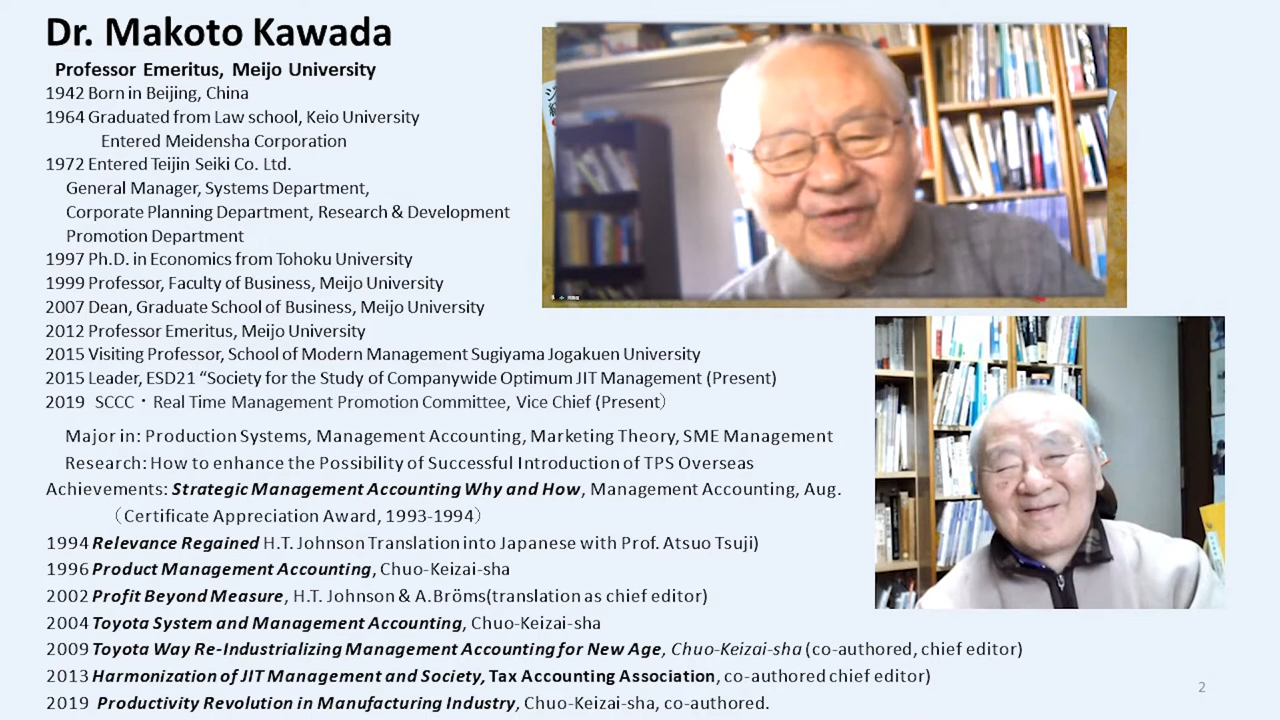 Dr. Makoto Kawada
Professor Emeritus, Meijo University
1942 Born in Beijing, China
1964 Graduated from Law school, Keio University
Entered Meidensha Corporation
1972 Entered Teijin Seiki Co. Ltd.
General Manager, Systems Department,
Corporate Planning Department, Research & Development
Promotion Department
1997 Ph.D. in Economics from Tohoku University
1999 Professor, Faculty of Business, Meijo University
2007 Dean, Graduate School of Business, Meijo University
2012 Professor Emeritus, Meijo University
2015 Visiting Professor, School of Modern Management Sugiyama Jogakuen University
2015 Leader, ESD21 “Society for the Study of Companywide Optimum JIT Management (Present)
2019 SCCC・Real Time Management Promotion Committee, Vice Chief (Present）
Major in: Production Systems, Management Accounting, Marketing Theory, SME Management
Research: How to enhance the Possibility of Successful Introduction of TPS Overseas
Achievements: Strategic Management Accounting Why and How, Management Accounting, Aug.
（Certificate Appreciation Award, 1993-1994）
1994 Relevance Regained H.T. Johnson Translation into Japanese with Prof. Atsuo Tsuji)
1996 Product Management Accounting, Chuo-Keizai-sha
2002 Profit Beyond Measure, H.T. Johnson & A.Bröms(translation as chief editor)
2004 Toyota System and Management Accounting, Chuo-Keizai-sha
2009 Toyota Way Re-Industrializing Management Accounting for New Age, Chuo-Keizai-sha (co-authored, chief editor)
2013 Harmonization of JIT Management and Society, Tax Accounting Association, co-authored chief editor)
2019 Productivity Revolution in Manufacturing Industry, Chuo-Keizai-sha, co-authored.
2